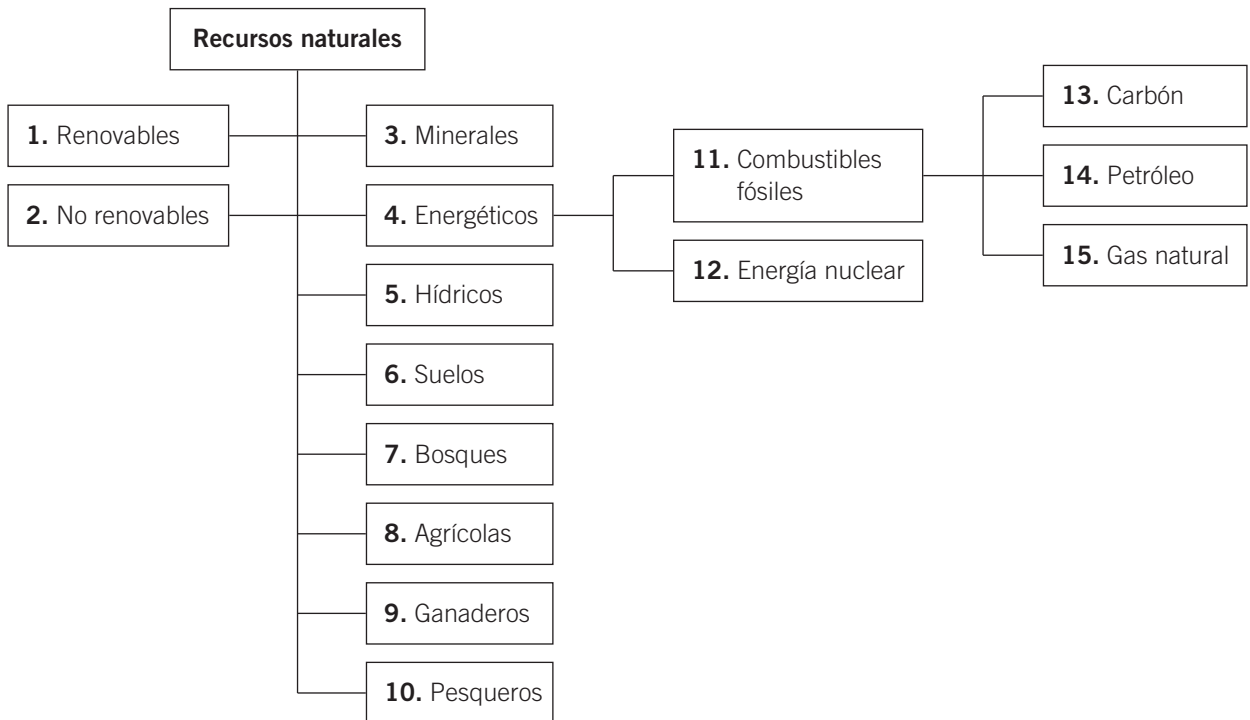 Recursos naturales
1. Renovables
2. No renovables
3. Minerales
4. Energéticos
5. Hídricos
6. Suelos
7. Bosques
8. Agrícolas
9. Ganaderos
10. Pesqueros
11. Combustibles
fósiles
12. Energía nuclear
13. Carbón
14. Petróleo
15. Gas natural